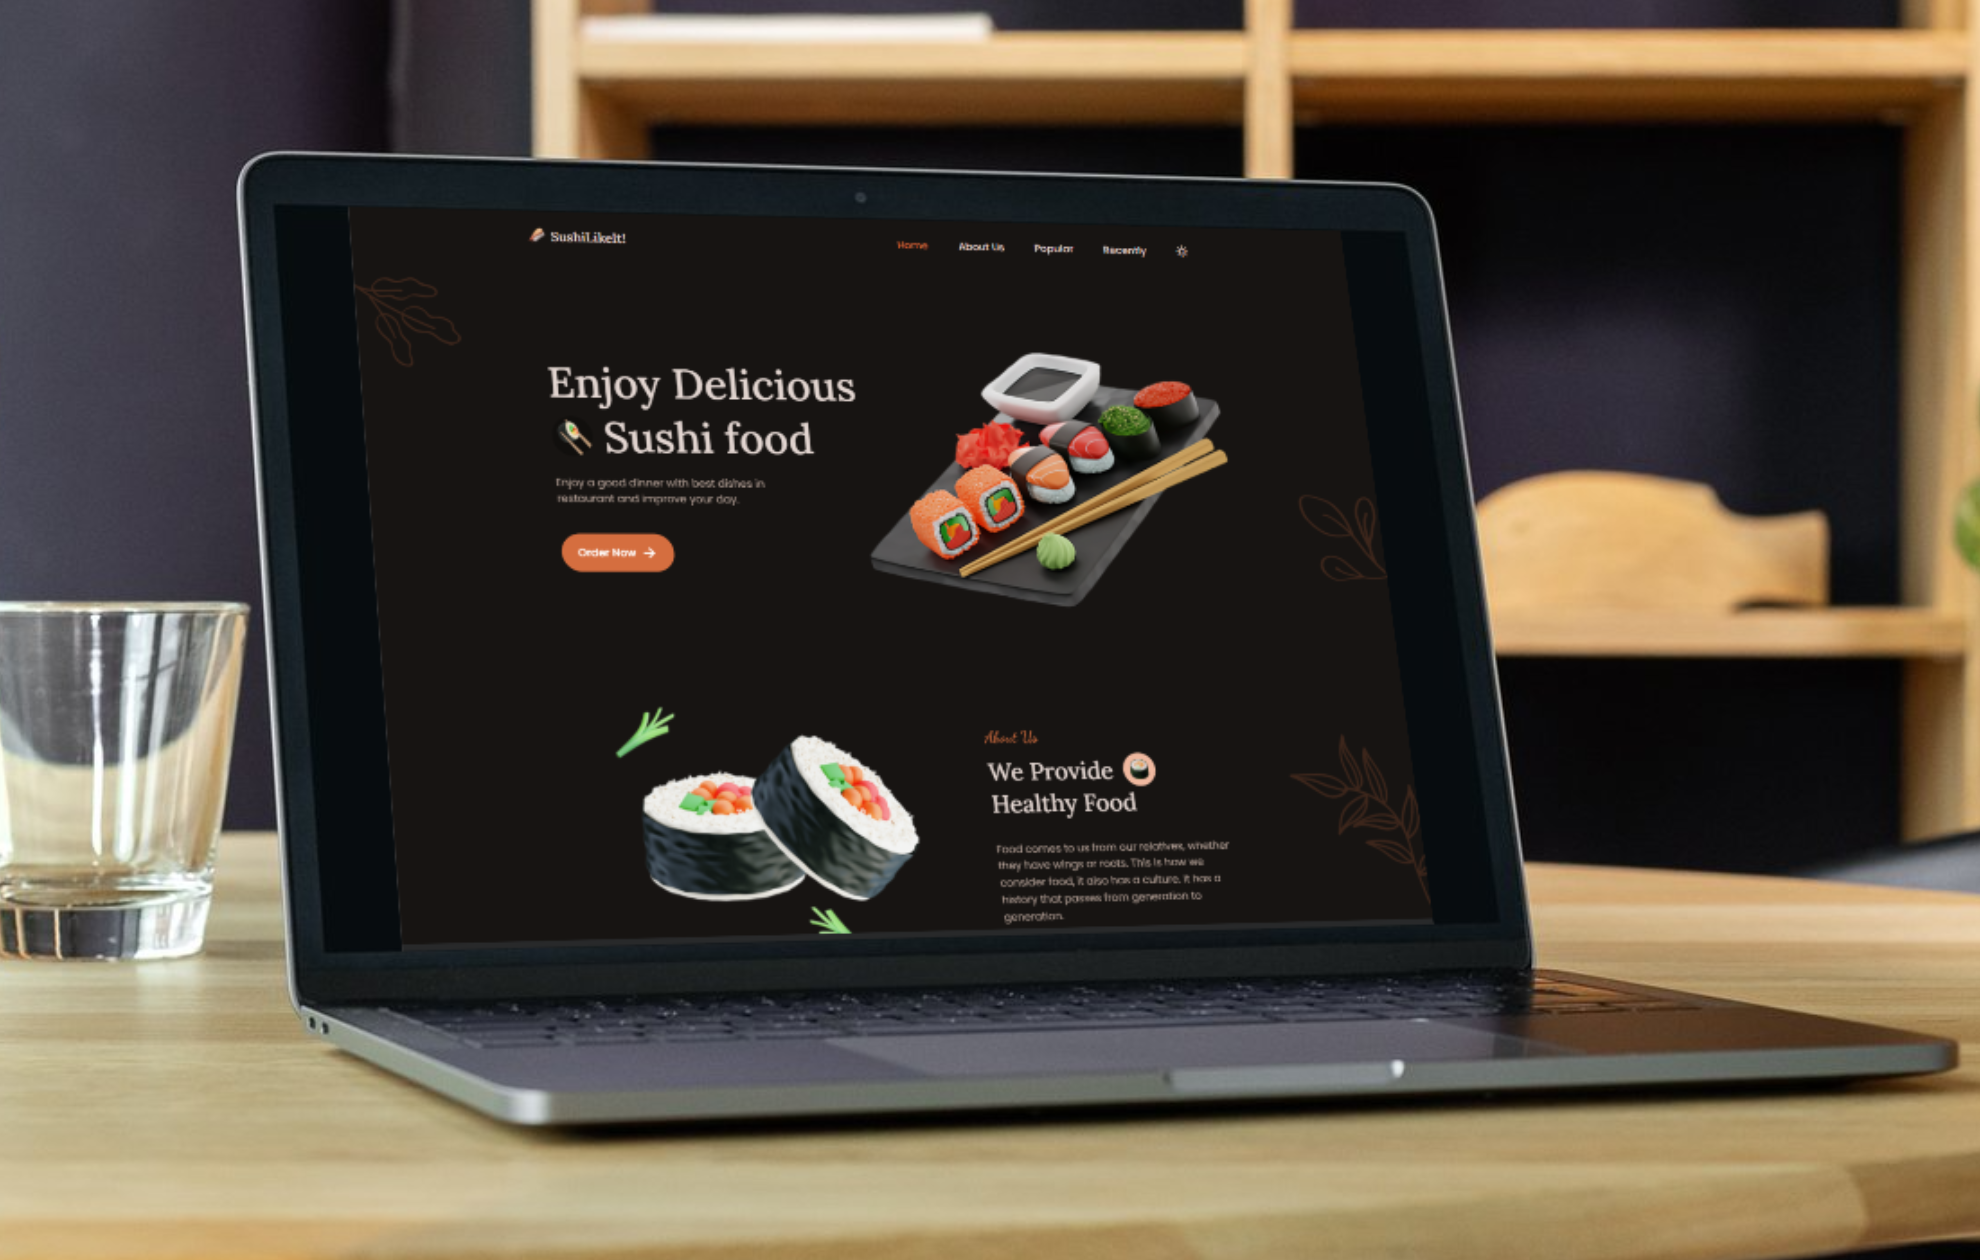 SushiLikeIt!
Home About Us Popular Recently
Enjoy Delicious
Sushi food
Enjoy a good dinner with best dishes in
restaurant and improve your day.
Order Now
About Us
We Provide
Healthy Food
Food comes to us from our relatives, whether
they have wings or roots. This is how we
consider food, it also has a culture. It has a
history that passes from generation to
generation.